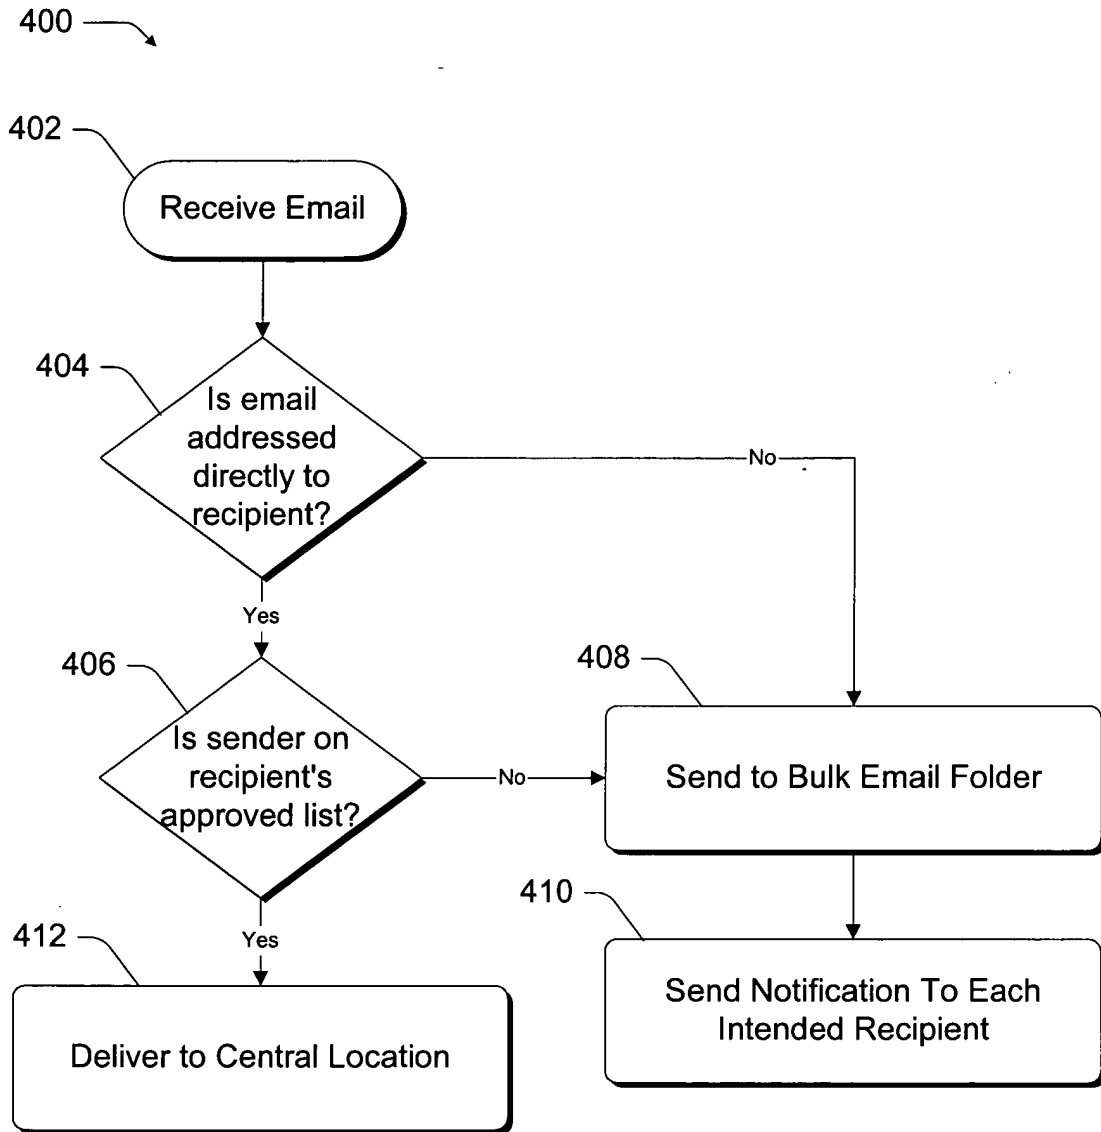 400
402
Receive Email
404
Is email
addressed
directly to
recipient?
No
Yes
406
Is sender on
recipient's
approved list?
No
408
Send to Bulk Email Folder
Yes
410
Send Notification To Each
Intended Recipient
412
Deliver to Central Location